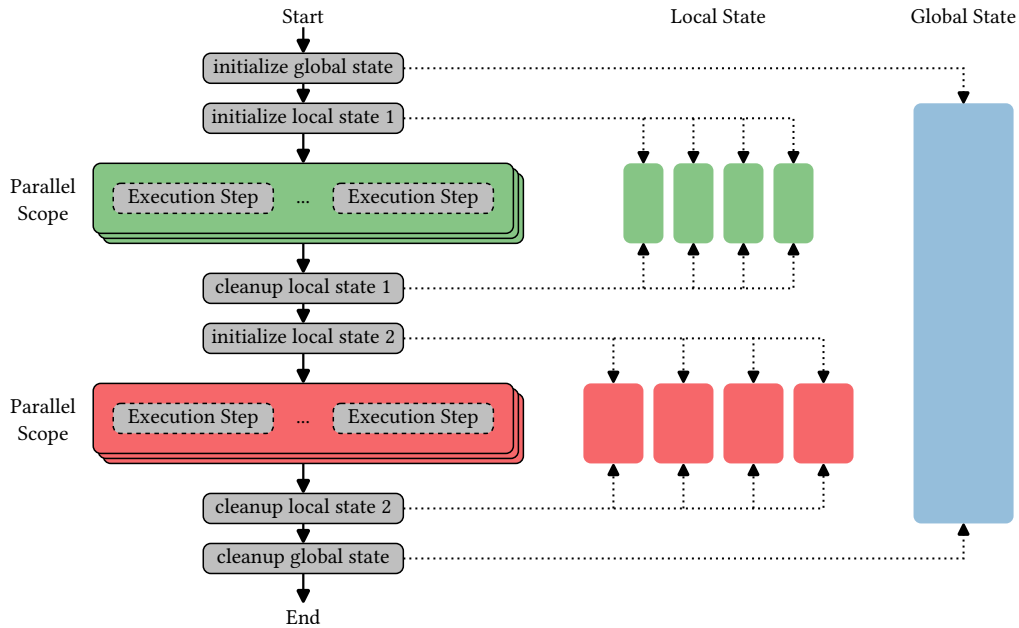 Start
Local State
Global State
initialize global state
initialize local state 1
Parallel
Scope
Execution Step ... Execution Step
cleanup local state 1
initialize local state 2
Parallel
Scope
Execution Step ... Execution Step
cleanup local state 2
cleanup global state
End